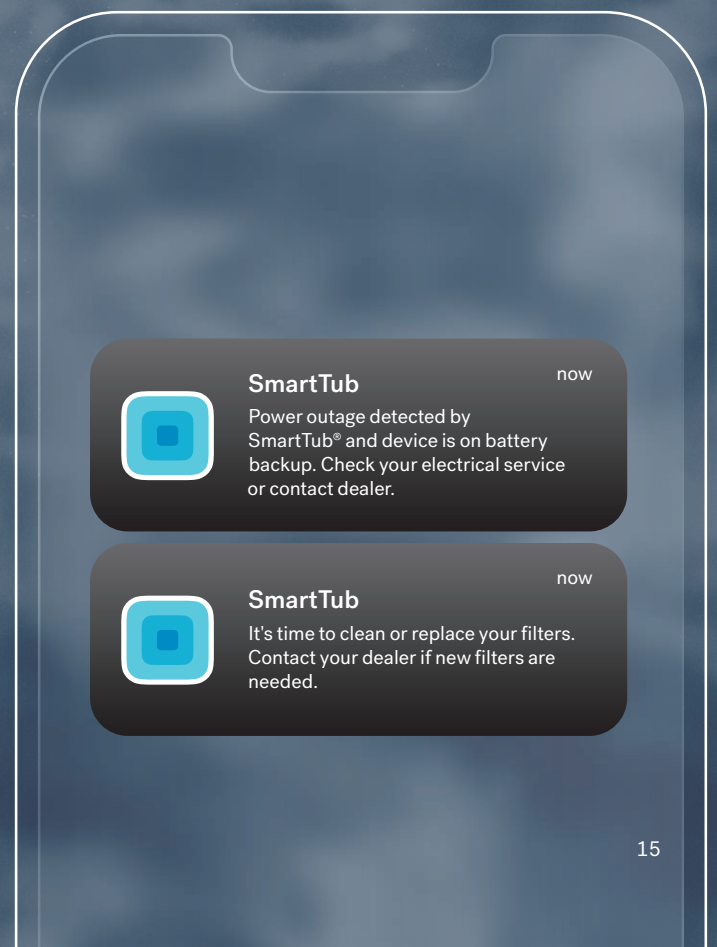 SmartTub
now
Power outage detected by
SmartTub® and device is on battery
backup. Check your electrical service
or contact dealer.
now
SmartTub
It's time to clean or replace your filters.
Contact your dealer if new filters are
needed.
15